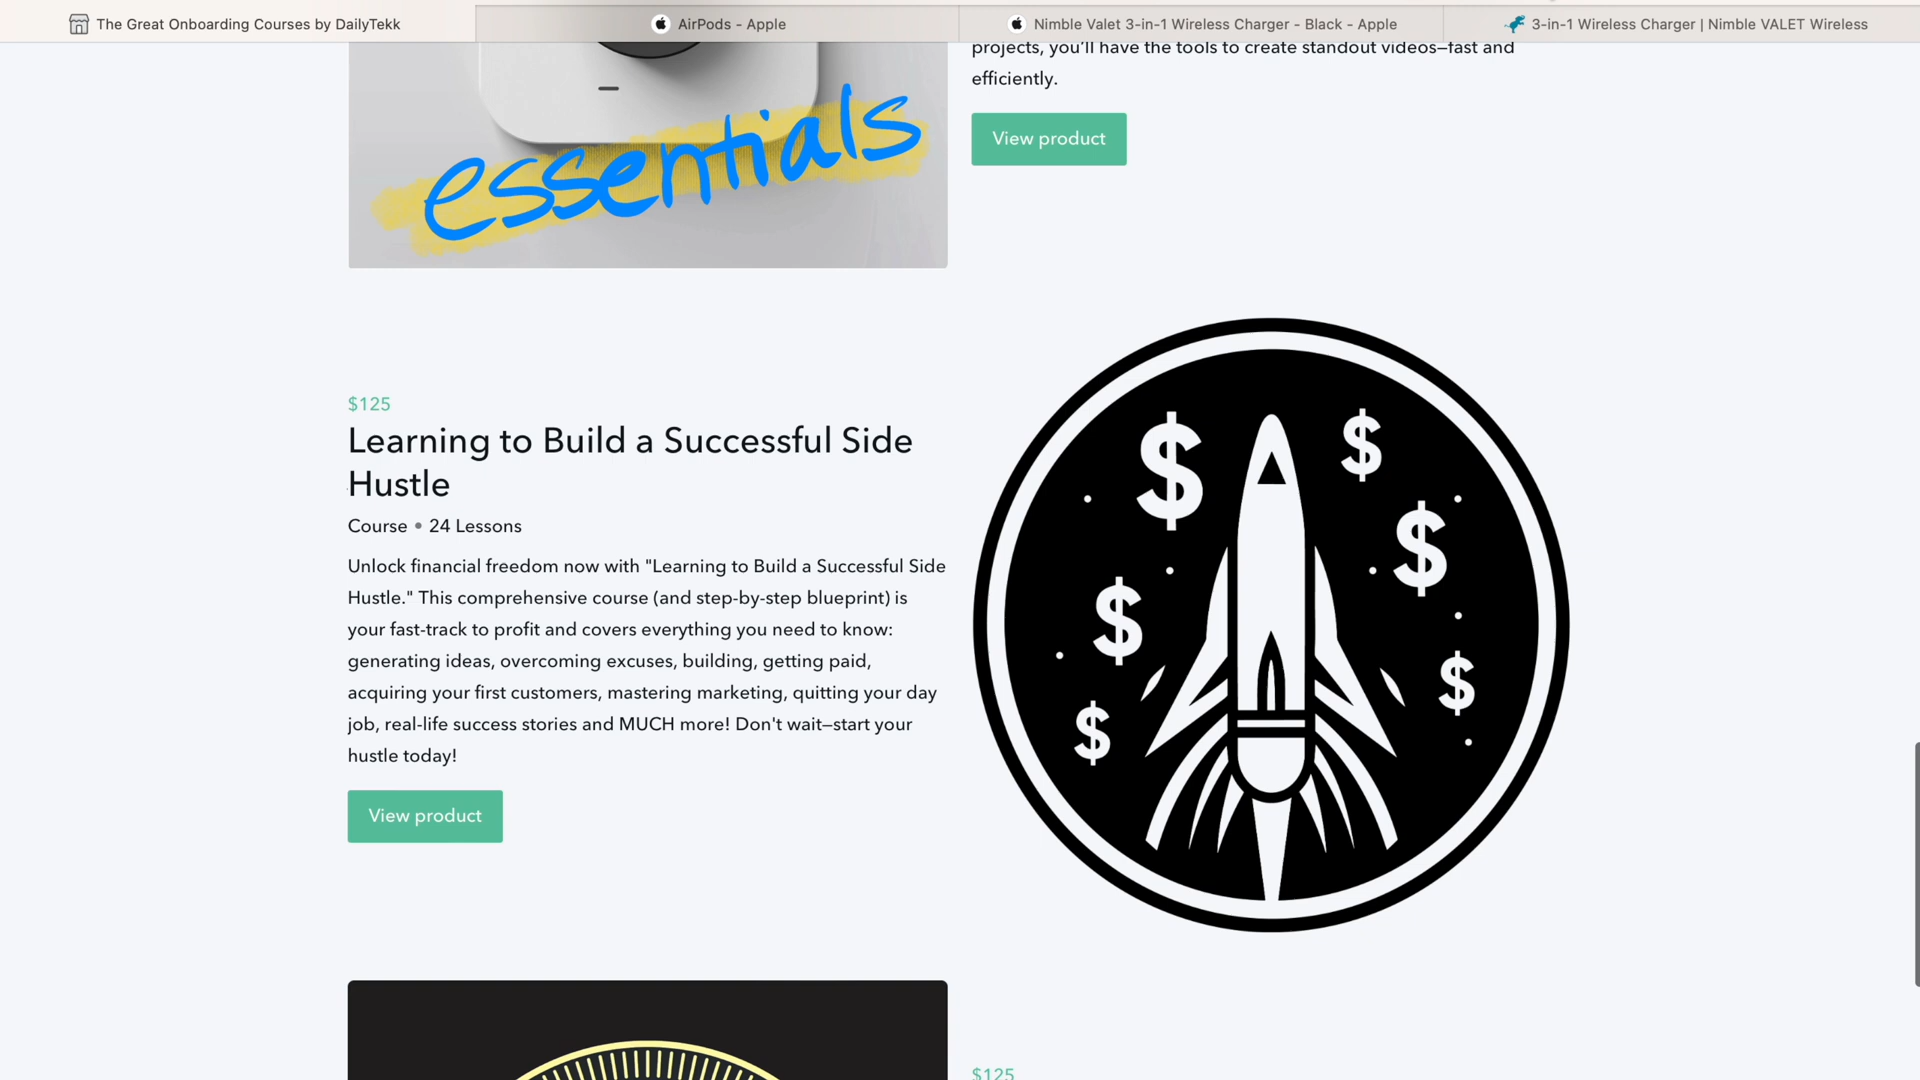 The Great Onboarding Courses by DailyTekk
AirPods - Apple
Nimble Valet 3-in-1 Wireless Charger - Black - Apple
3-in-1 Wireless Charger | Nimble VALET Wireless
projects, you'll have the tools to create standout videos—fast and
efficiently.
View product
essentials
$125
Learning to Build a Successful Side
Hustle
Course • 24 Lessons
Unlock financial freedom now with "Learning to Build a Successful Side
Hustle." This comprehensive course (and step-by-step blueprint) is
your fast-track to profit and covers everything you need to know:
generating ideas, overcoming excuses, building, getting paid,
acquiring your first customers, mastering marketing, quitting your day
job, real-life success stories and MUCH more! Don't wait—start your
hustle today!
View product
$ $
$
$
$
$
$125